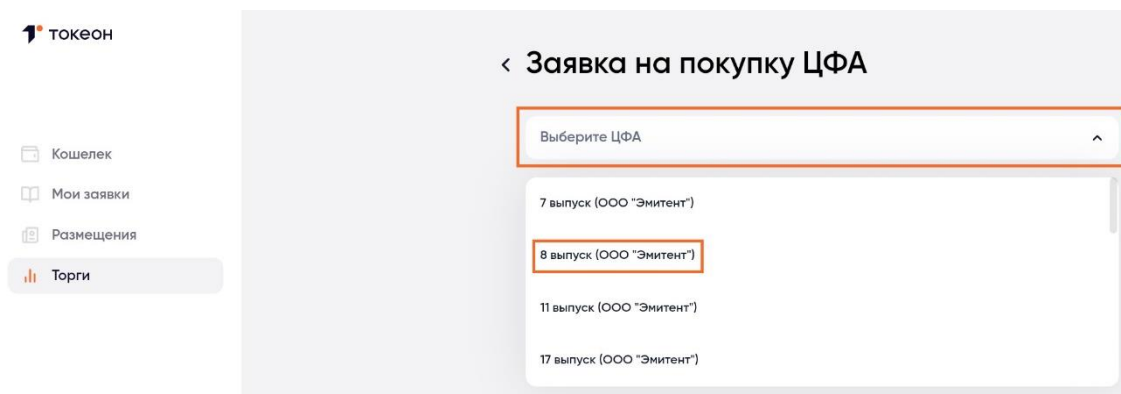 токеон
Кошелек
Мои заявки
Размещения
Торги
Заявка на покупку ЦФА
Выберите ЦФА
7 выпуск (ООО "Эмитент")
8 выпуск (ООО "Эмитент")
11 выпуск (ООО "Эмитент")
17 выпуск (ООО "Эмитент")